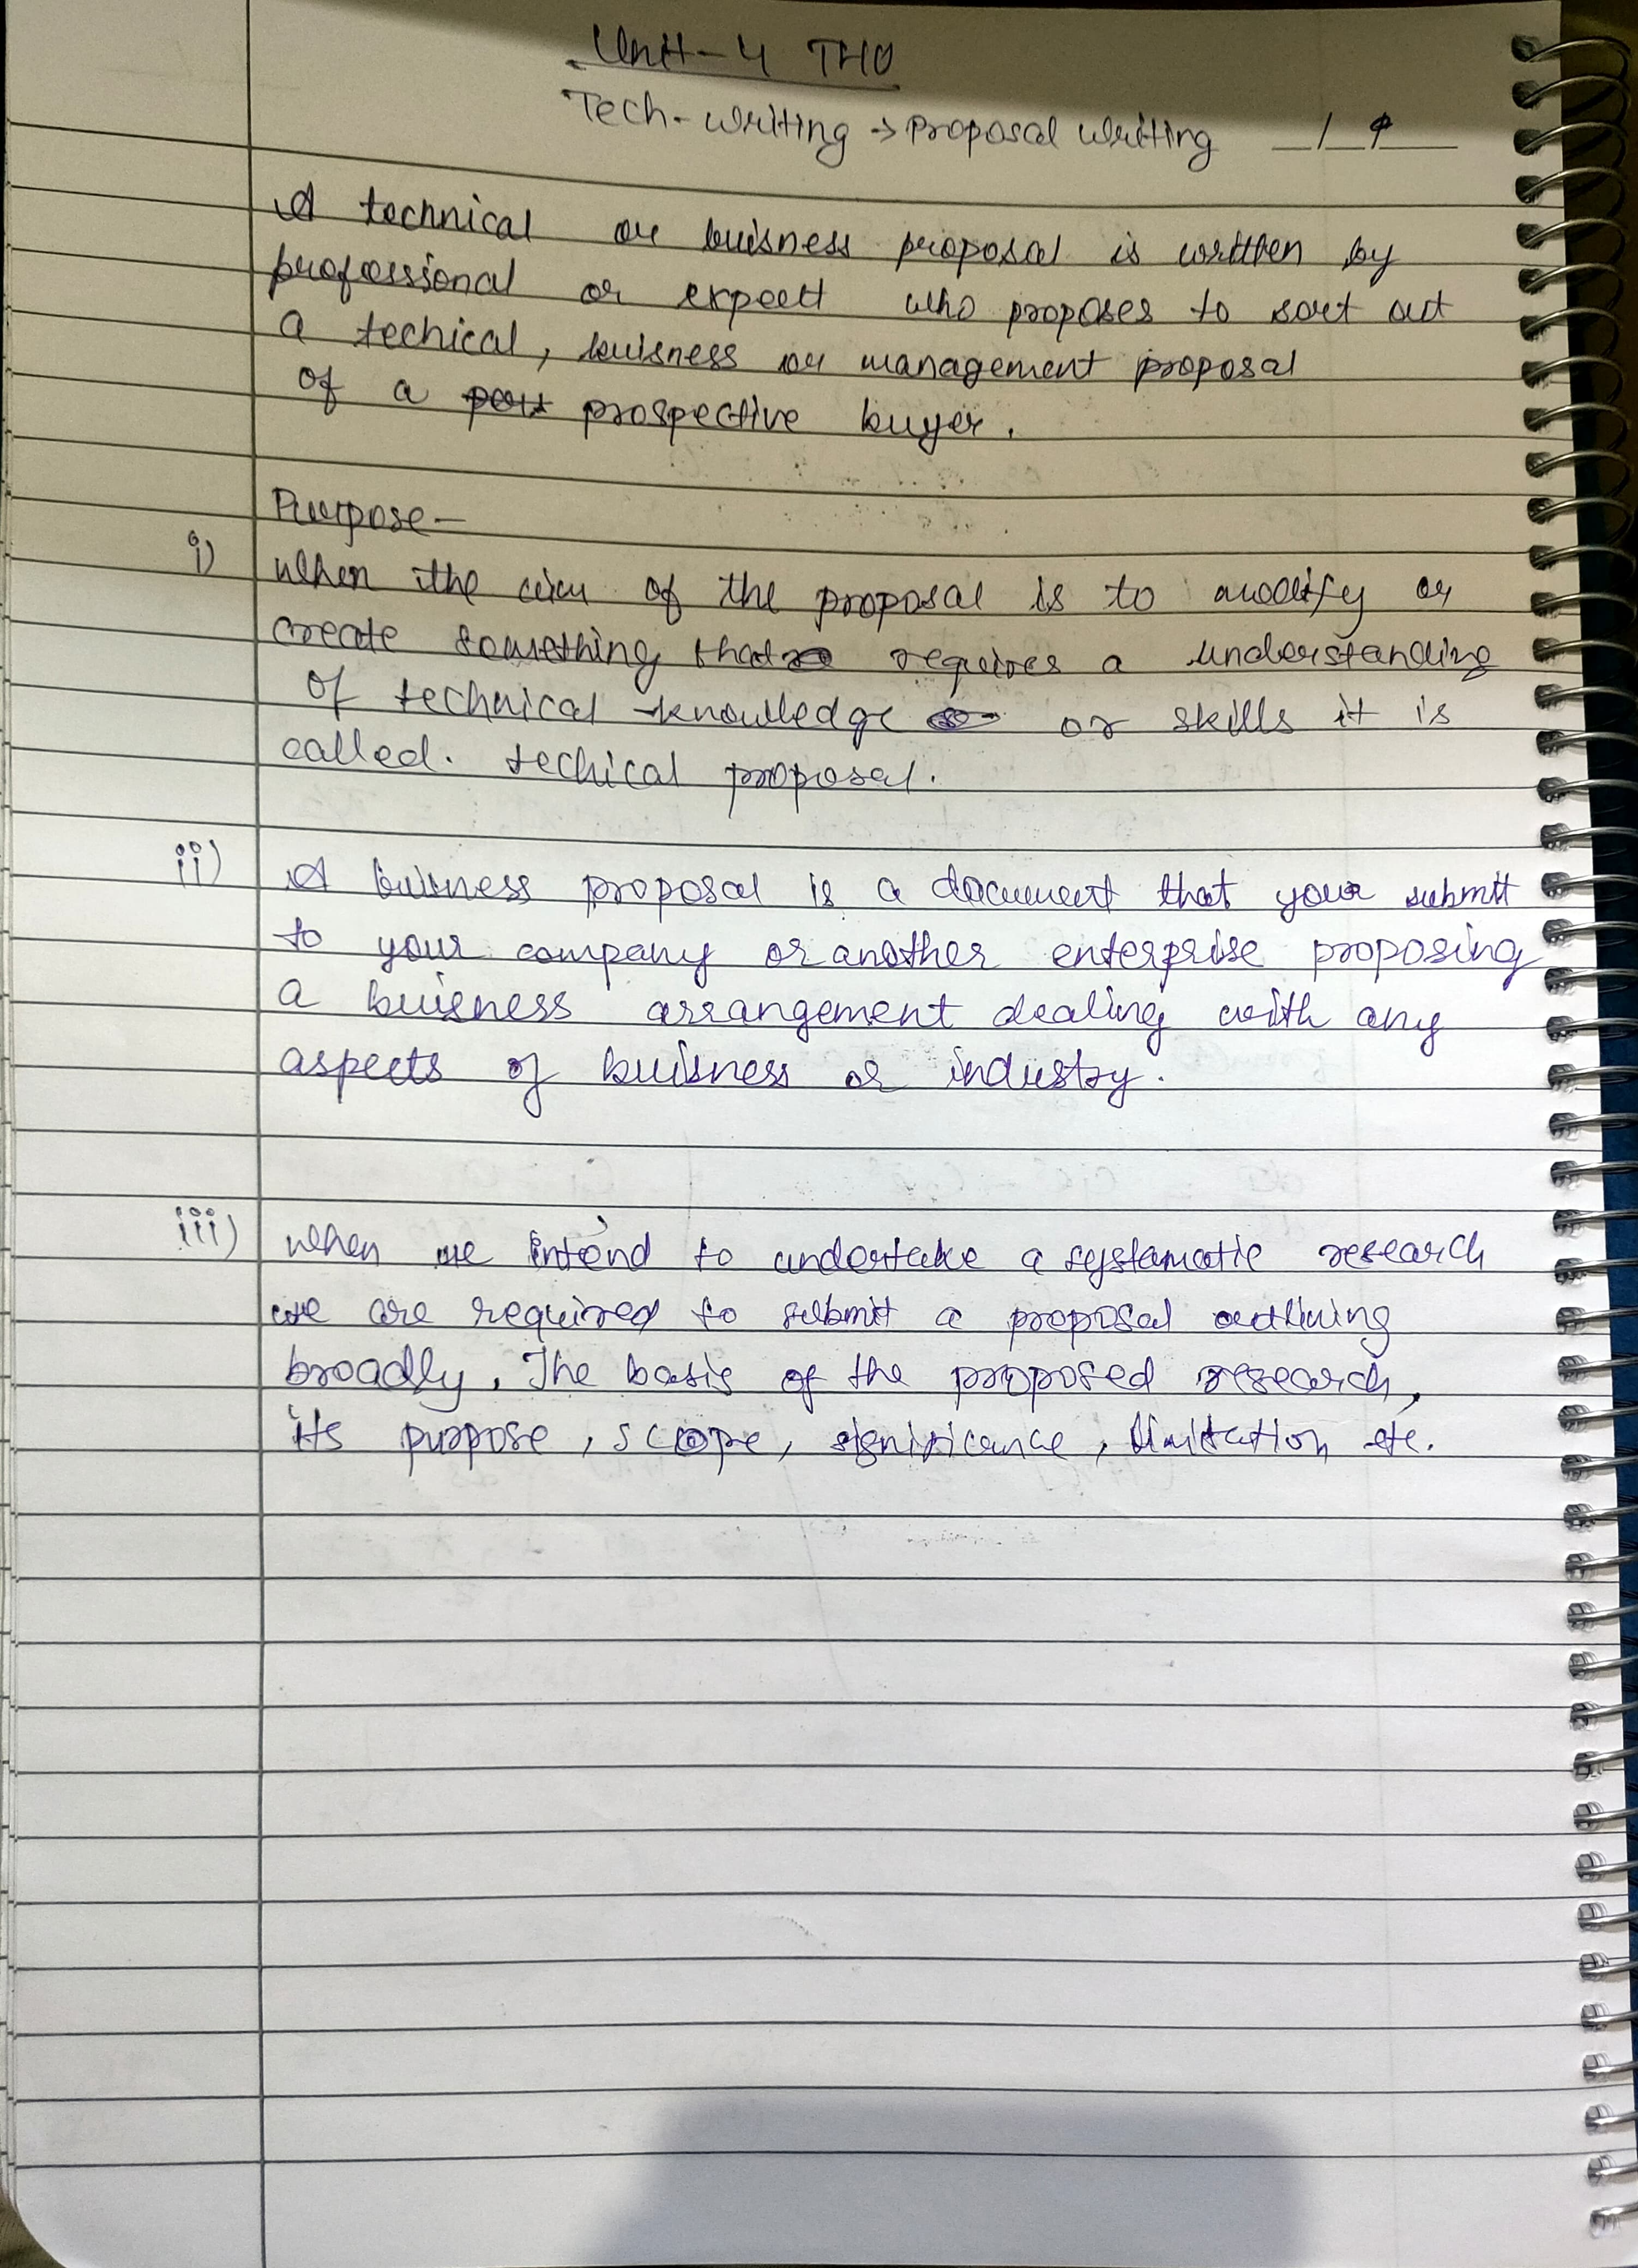 Unit-4 THU
Tech-writing → Proposal writing
A technical or buisness proposal is written by
professional or expert who proposes to sort out
a techical, buisness or management proposal
of a prospective buyer.
Purpose-
i) When the aim of the proposal is to modify or
create something that requires a understanding
of technical knowledge or skills it is
called. techical proposal.
ii) A buisness proposal is a document that your submit
to your company or another enterprise proposing
a buisness arrangement dealing with any
aspects of buisness or industry.
iii) When we intend to undertake a systamatic research
we are required to submit a proposal outlining
broadly. The basis of the proposed research,
its purpose, scope, significance, limitation etc.